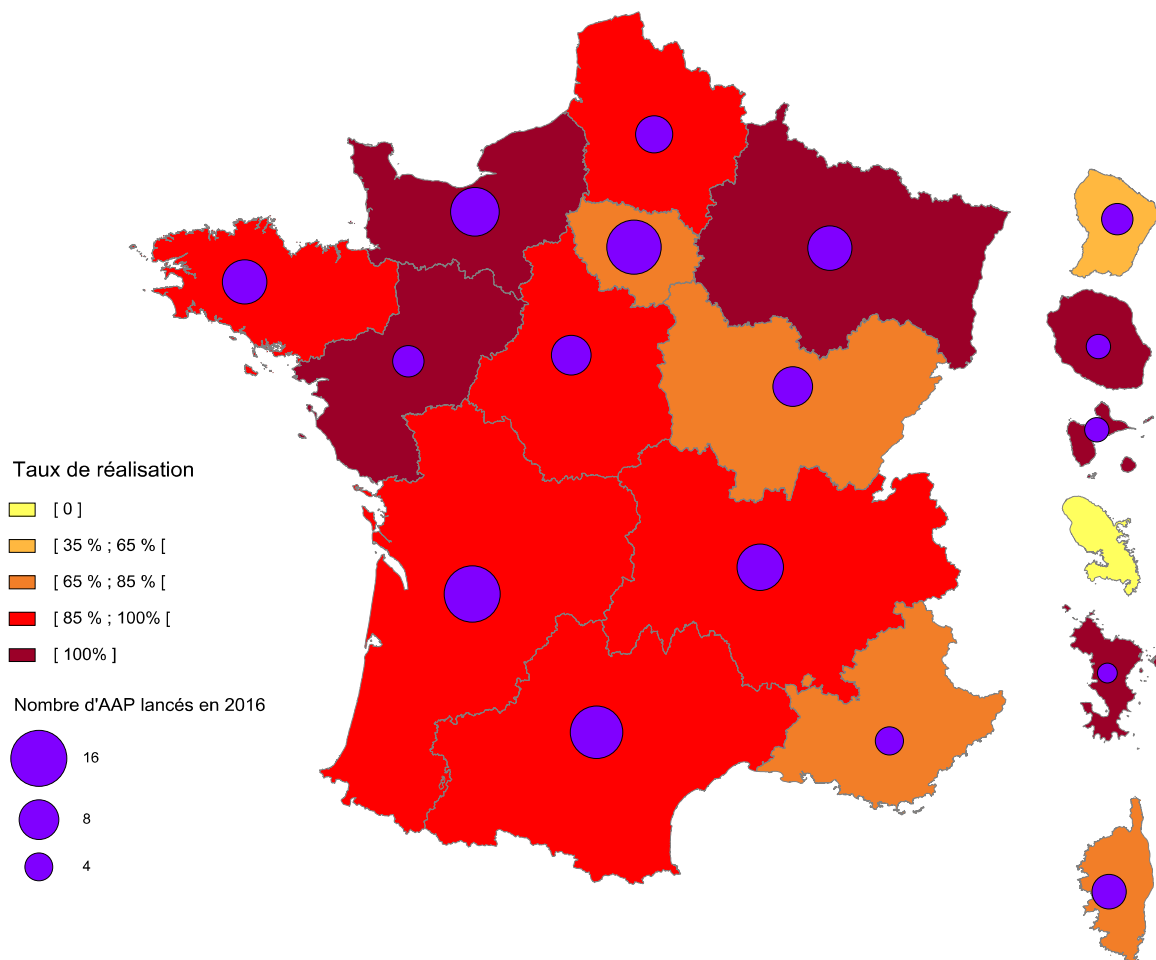 Taux de réalisation
[ 0 ]
[ 35 % ; 65 % [
[ 65 % ; 85 % [
[ 85 % ; 100% [
[ 100% ]
Nombre d'AAP lancés en 2016
16
8
4